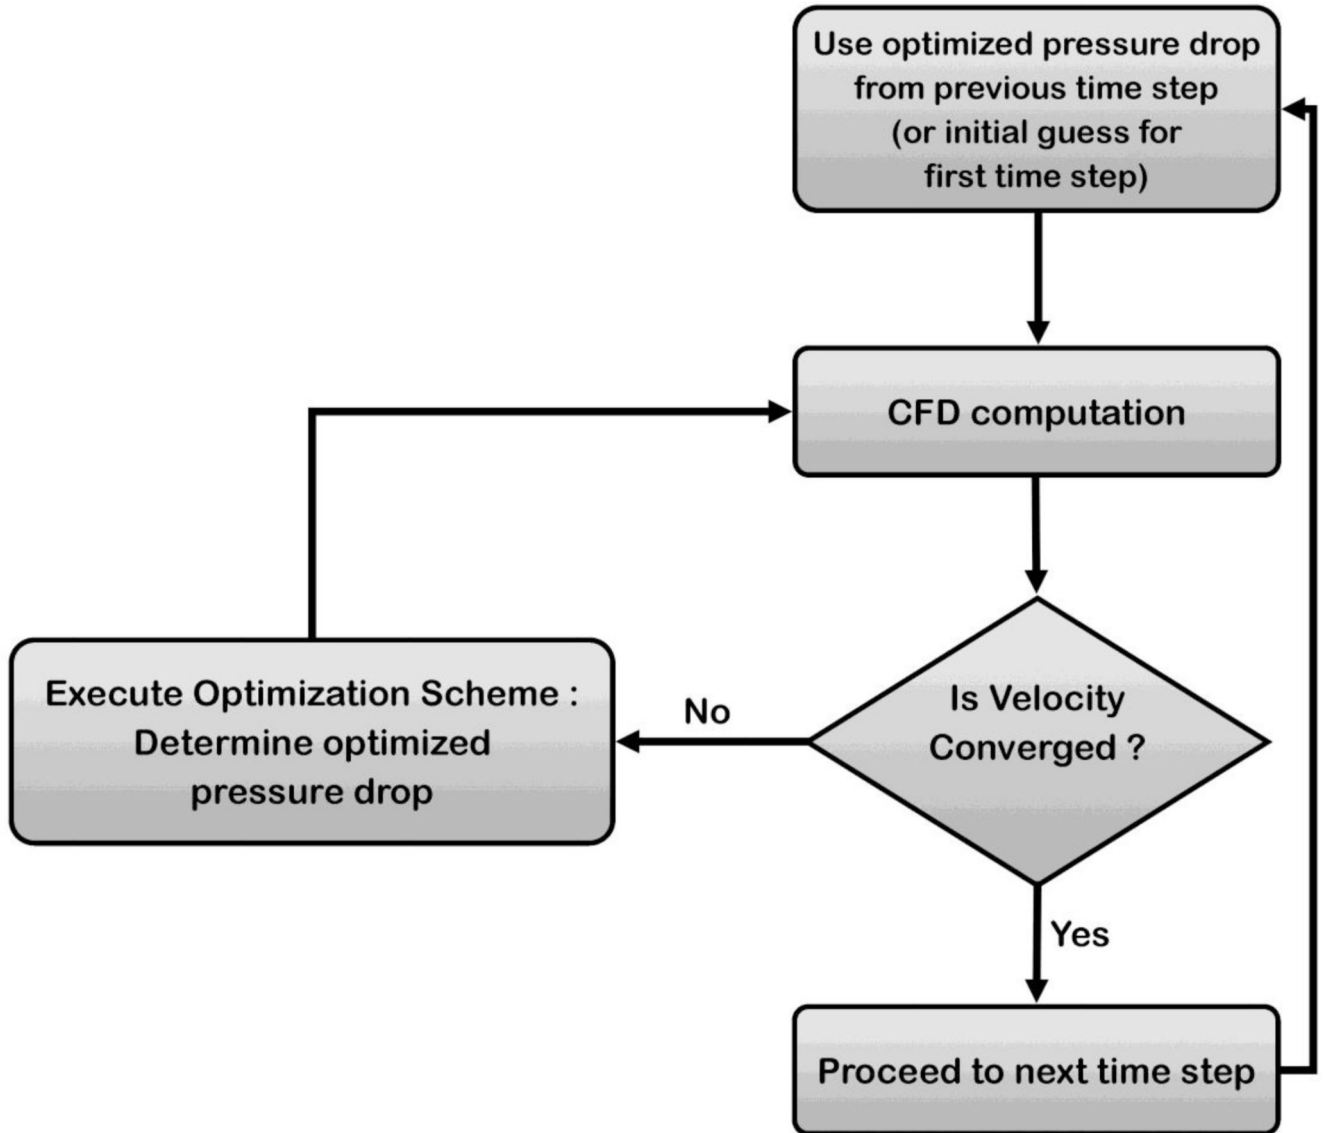 Use optimized pressure drop
from previous time step
(or initial guess for
first time step)
CFD computation
Is Velocity
Converged ?
No
Execute Optimization Scheme :
Determine optimized
pressure drop
Yes
Proceed to next time step